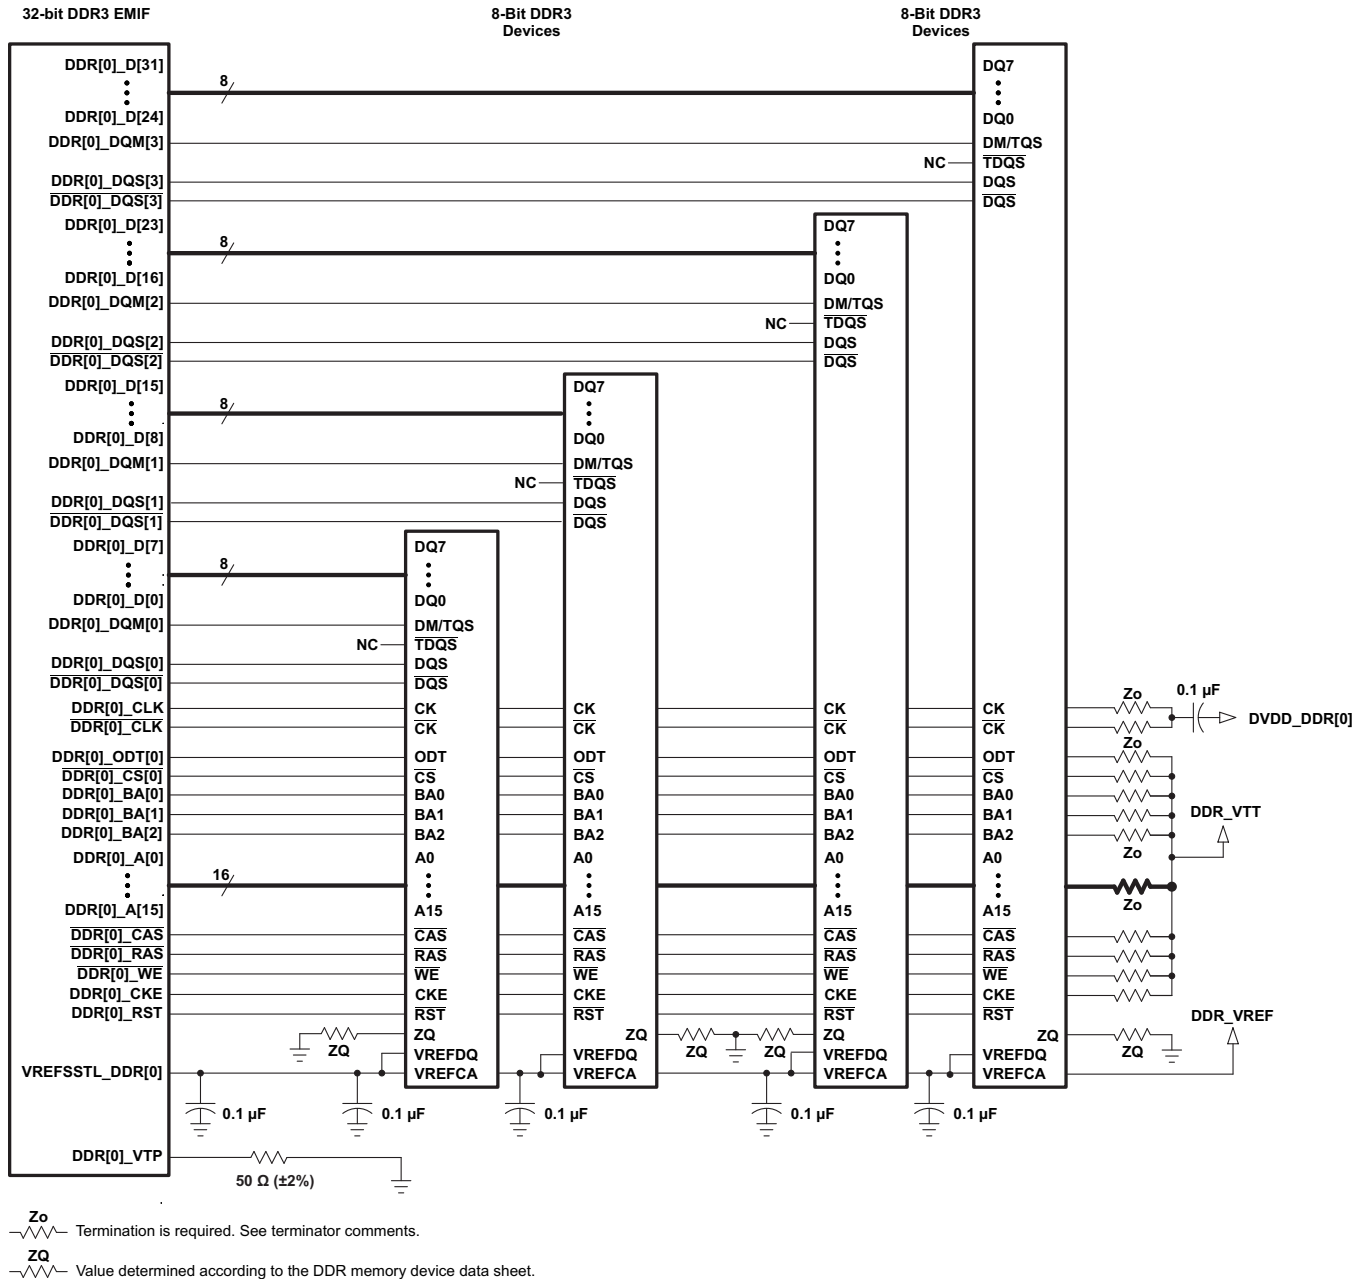 32-bit DDR3 EMIF
8-Bit DDR3
Devices
8-Bit DDR3
Devices
DDR[0]_D[31]
8
DQ7
DDR[0]_D[24]
DQ0
DDR[0]_DQM[3]
DM/TQS
NC
TDQS
DDR[0]_DQS[3]
DQS
DDR[0]_DQS[3]
DQS
DDR[0]_D[23]
8
DQ7
DDR[0]_D[16]
DQ0
DDR[0]_DQM[2]
DM/TQS
NC
TDQS
DDR[0]_DQS[2]
DQS
DDR[0]_DQS[2]
DQS
DDR[0]_D[15]
8
DQ7
DDR[0]_D[8]
DQ0
DDR[0]_DQM[1]
DM/TQS
NC
TDQS
DDR[0]_DQS[1]
DQS
DDR[0]_DQS[1]
DQS
DDR[0]_D[7]
8
DQ7
DDR[0]_D[0]
DQ0
DDR[0]_DQM[0]
DM/TQS
NC
TDQS
DDR[0]_DQS[0]
DQS
DDR[0]_DQS[0]
DQS
Zo
0.1 µF
DDR[0]_CLK CK CK CK CK
DVDD_DDR[0]
DDR[0]_CLK CK CK CK CK
Zo
DDR[0]_ODT[0] ODT ODT ODT ODT
DDR[0]_CS[0] CS CS CS CS
DDR[0]_BA[0] BA0 BA0 BA0 BA0
DDR[0]_BA[1] BA1 BA1 BA1 BA1
DDR_VTT
DDR[0]_BA[2] BA2 BA2 BA2 BA2
Zo
DDR[0]_A[0] A0 A0 A0 A0
16
Zo
DDR[0]_A[15] A15 A15 A15 A15
DDR[0]_CAS CAS CAS CAS CAS
DDR[0]_RAS RAS RAS RAS RAS
DDR[0]_WE WE WE WE WE
DDR[0]_CKE CKE CKE CKE CKE
DDR[0]_RST RST RST RST RST
DDR_VREF
ZQ ZQ ZQ ZQ
ZQ ZQ ZQ ZQ
VREFDQ VREFDQ VREFDQ VREFDQ
VREFSSTL_DDR[0] VREFCA VREFCA VREFCA VREFCA
0.1 µF 0.1 µF 0.1 µF 0.1 µF 0.1 µF
DDR[0]_VTP
50 Ω (±2%)
Zo
Termination is required. See terminator comments.
ZQ
Value determined according to the DDR memory device data sheet.